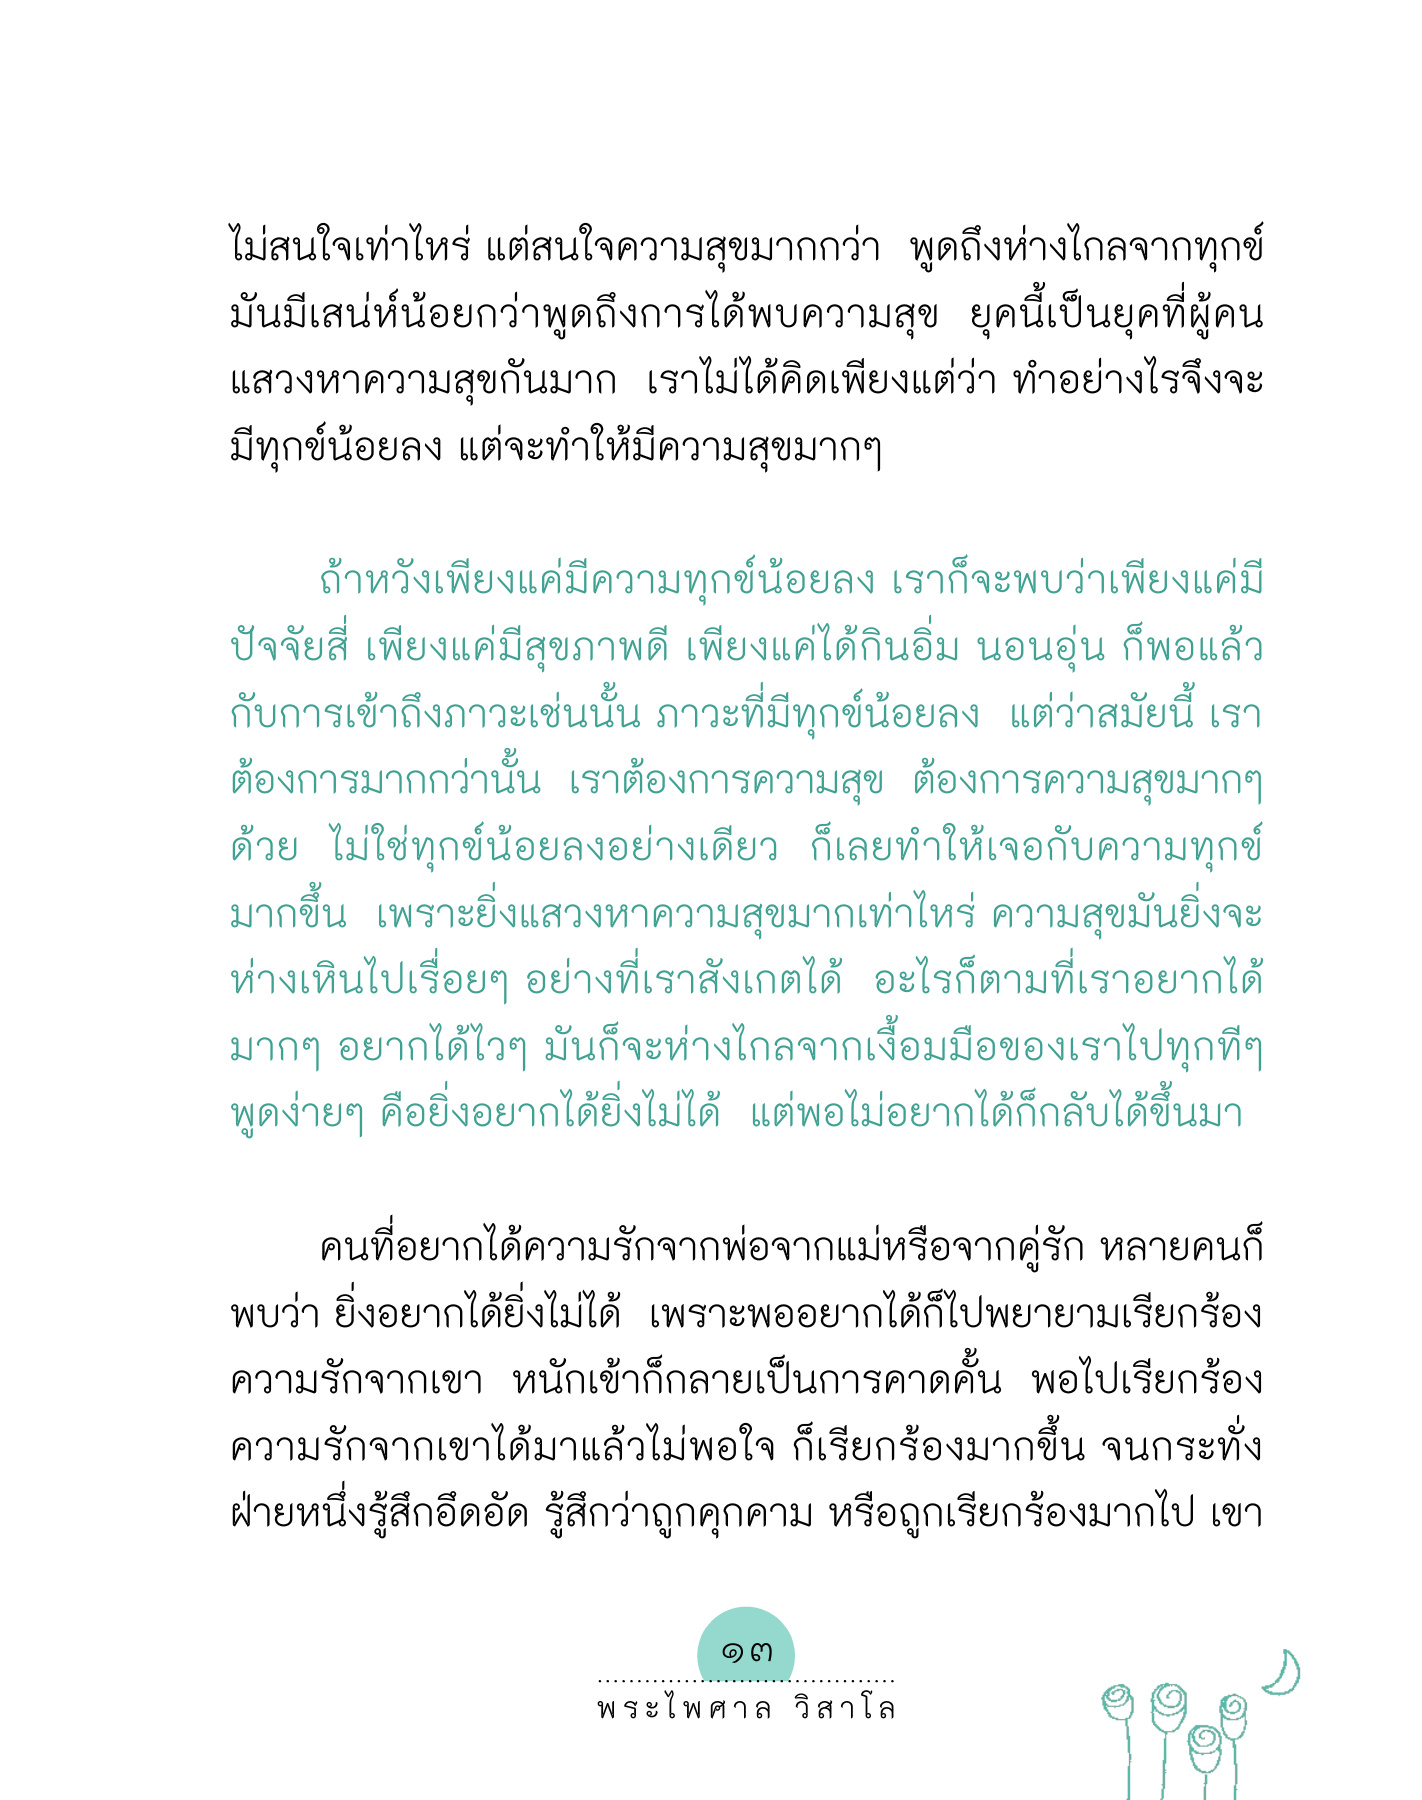 ไม่สนใจเท่าไหร่ แต่สนใจความสุขมากกว่า  พูดถึงห่างไกลจากทุกข์
มันมีเสน่ห์น้อยกว่าพูดถึงการได้พบความสุข  ยุคนี้เป็นยุคที่ผู้คน
แสวงหาความสุขกันมาก  เราไม่ได้คิดเพียงแต่ว่า ทำอย่างไรจึงจะ
มีทุกข์น้อยลง แต่จะทำให้มีความสุขมากๆ
ถ้าหวังเพียงแค่มีความทุกข์น้อยลง เราก็จะพบว่าเพียงแค่มี
ปัจจัยสี่ เพียงแค่มีสุขภาพดี เพียงแค่ได้กินอิ่ม นอนอุ่น ก็พอแล้ว
กับการเข้าถึงภาวะเช่นนั้น ภาวะที่มีทุกข์น้อยลง  แต่ว่าสมัยนี้ เรา
ต้องการมากกว่านั้น  เราต้องการความสุข  ต้องการความสุขมากๆ
ด้วย  ไม่ใช่ทุกข์น้อยลงอย่างเดียว  ก็เลยทำให้เจอกับความทุกข์
มากขึ้น  เพราะยิ่งแสวงหาความสุขมากเท่าไหร่ ความสุขมันยิ่งจะ
ห่างเหินไปเรื่อยๆ อย่างที่เราสังเกตได้  อะไรก็ตามที่เราอยากได้
มากๆ อยากได้ไวๆ มันก็จะห่างไกลจากเงื้อมมือของเราไปทุกทีๆ
พูดง่ายๆ คือยิ่งอยากได้ยิ่งไม่ได้  แต่พอไม่อยากได้ก็กลับได้ขึ้นมา
คนที่อยากได้ความรักจากพ่อจากแม่หรือจากคู่รัก หลายคนก็
พบว่า ยิ่งอยากได้ยิ่งไม่ได้  เพราะพออยากได้ก็ไปพยายามเรียกร้อง
ความรักจากเขา  หนักเข้าก็กลายเป็นการคาดคั้น  พอไปเรียกร้อง
ความรักจากเขาได้มาแล้วไม่พอใจ ก็เรียกร้องมากขึ้น จนกระทั่ง
ฝ่ายหนึ่งรู้สึกอึดอัด รู้สึกว่าถูกคุกคาม หรือถูกเรียกร้องมากไป เขา
๑๓
พระไพศาล วิสาโล